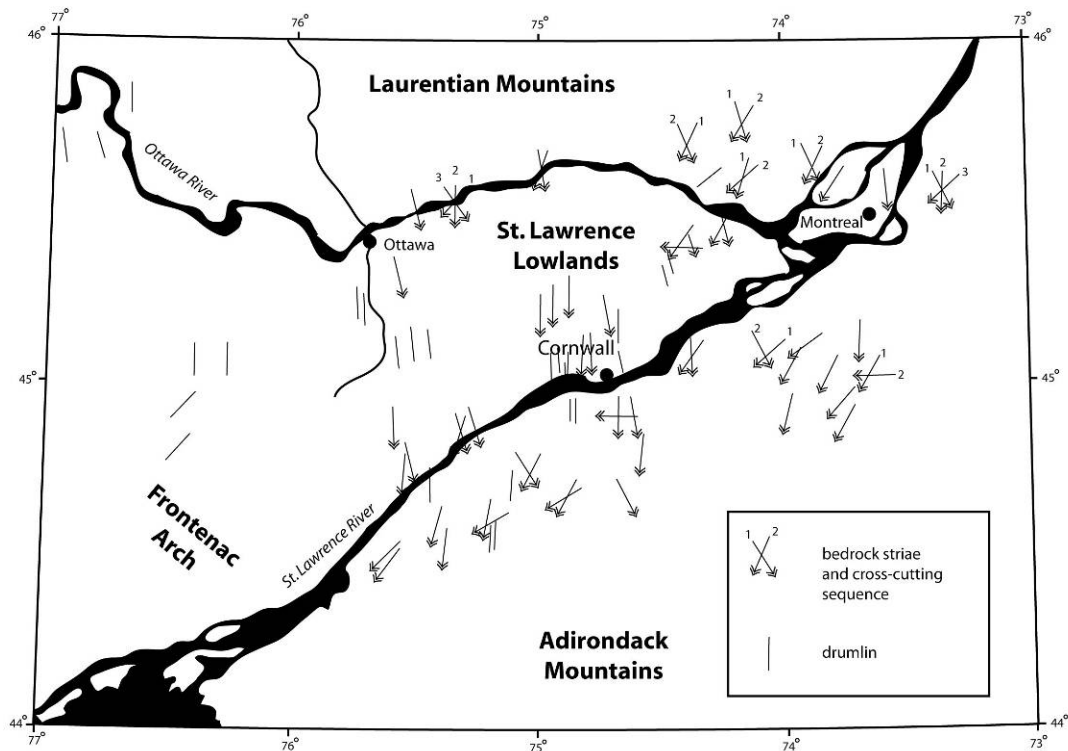 77°
76°
75°
74°
73°
46°
46°
Laurentian Mountains
1
2
2
1
1
2
1
2
2
3
3
2
1
Ottawa River
Montreal
Ottawa
St. Lawrence
Lowlands
Cornwall
2
1
1
2
45°
45°
Frontenac
Arch
St. Lawrence River
1
2
bedrock striae
and cross-cutting
sequence
drumlin
Adirondack
Mountains
44°
44°
77°
76°
75°
74°
73°